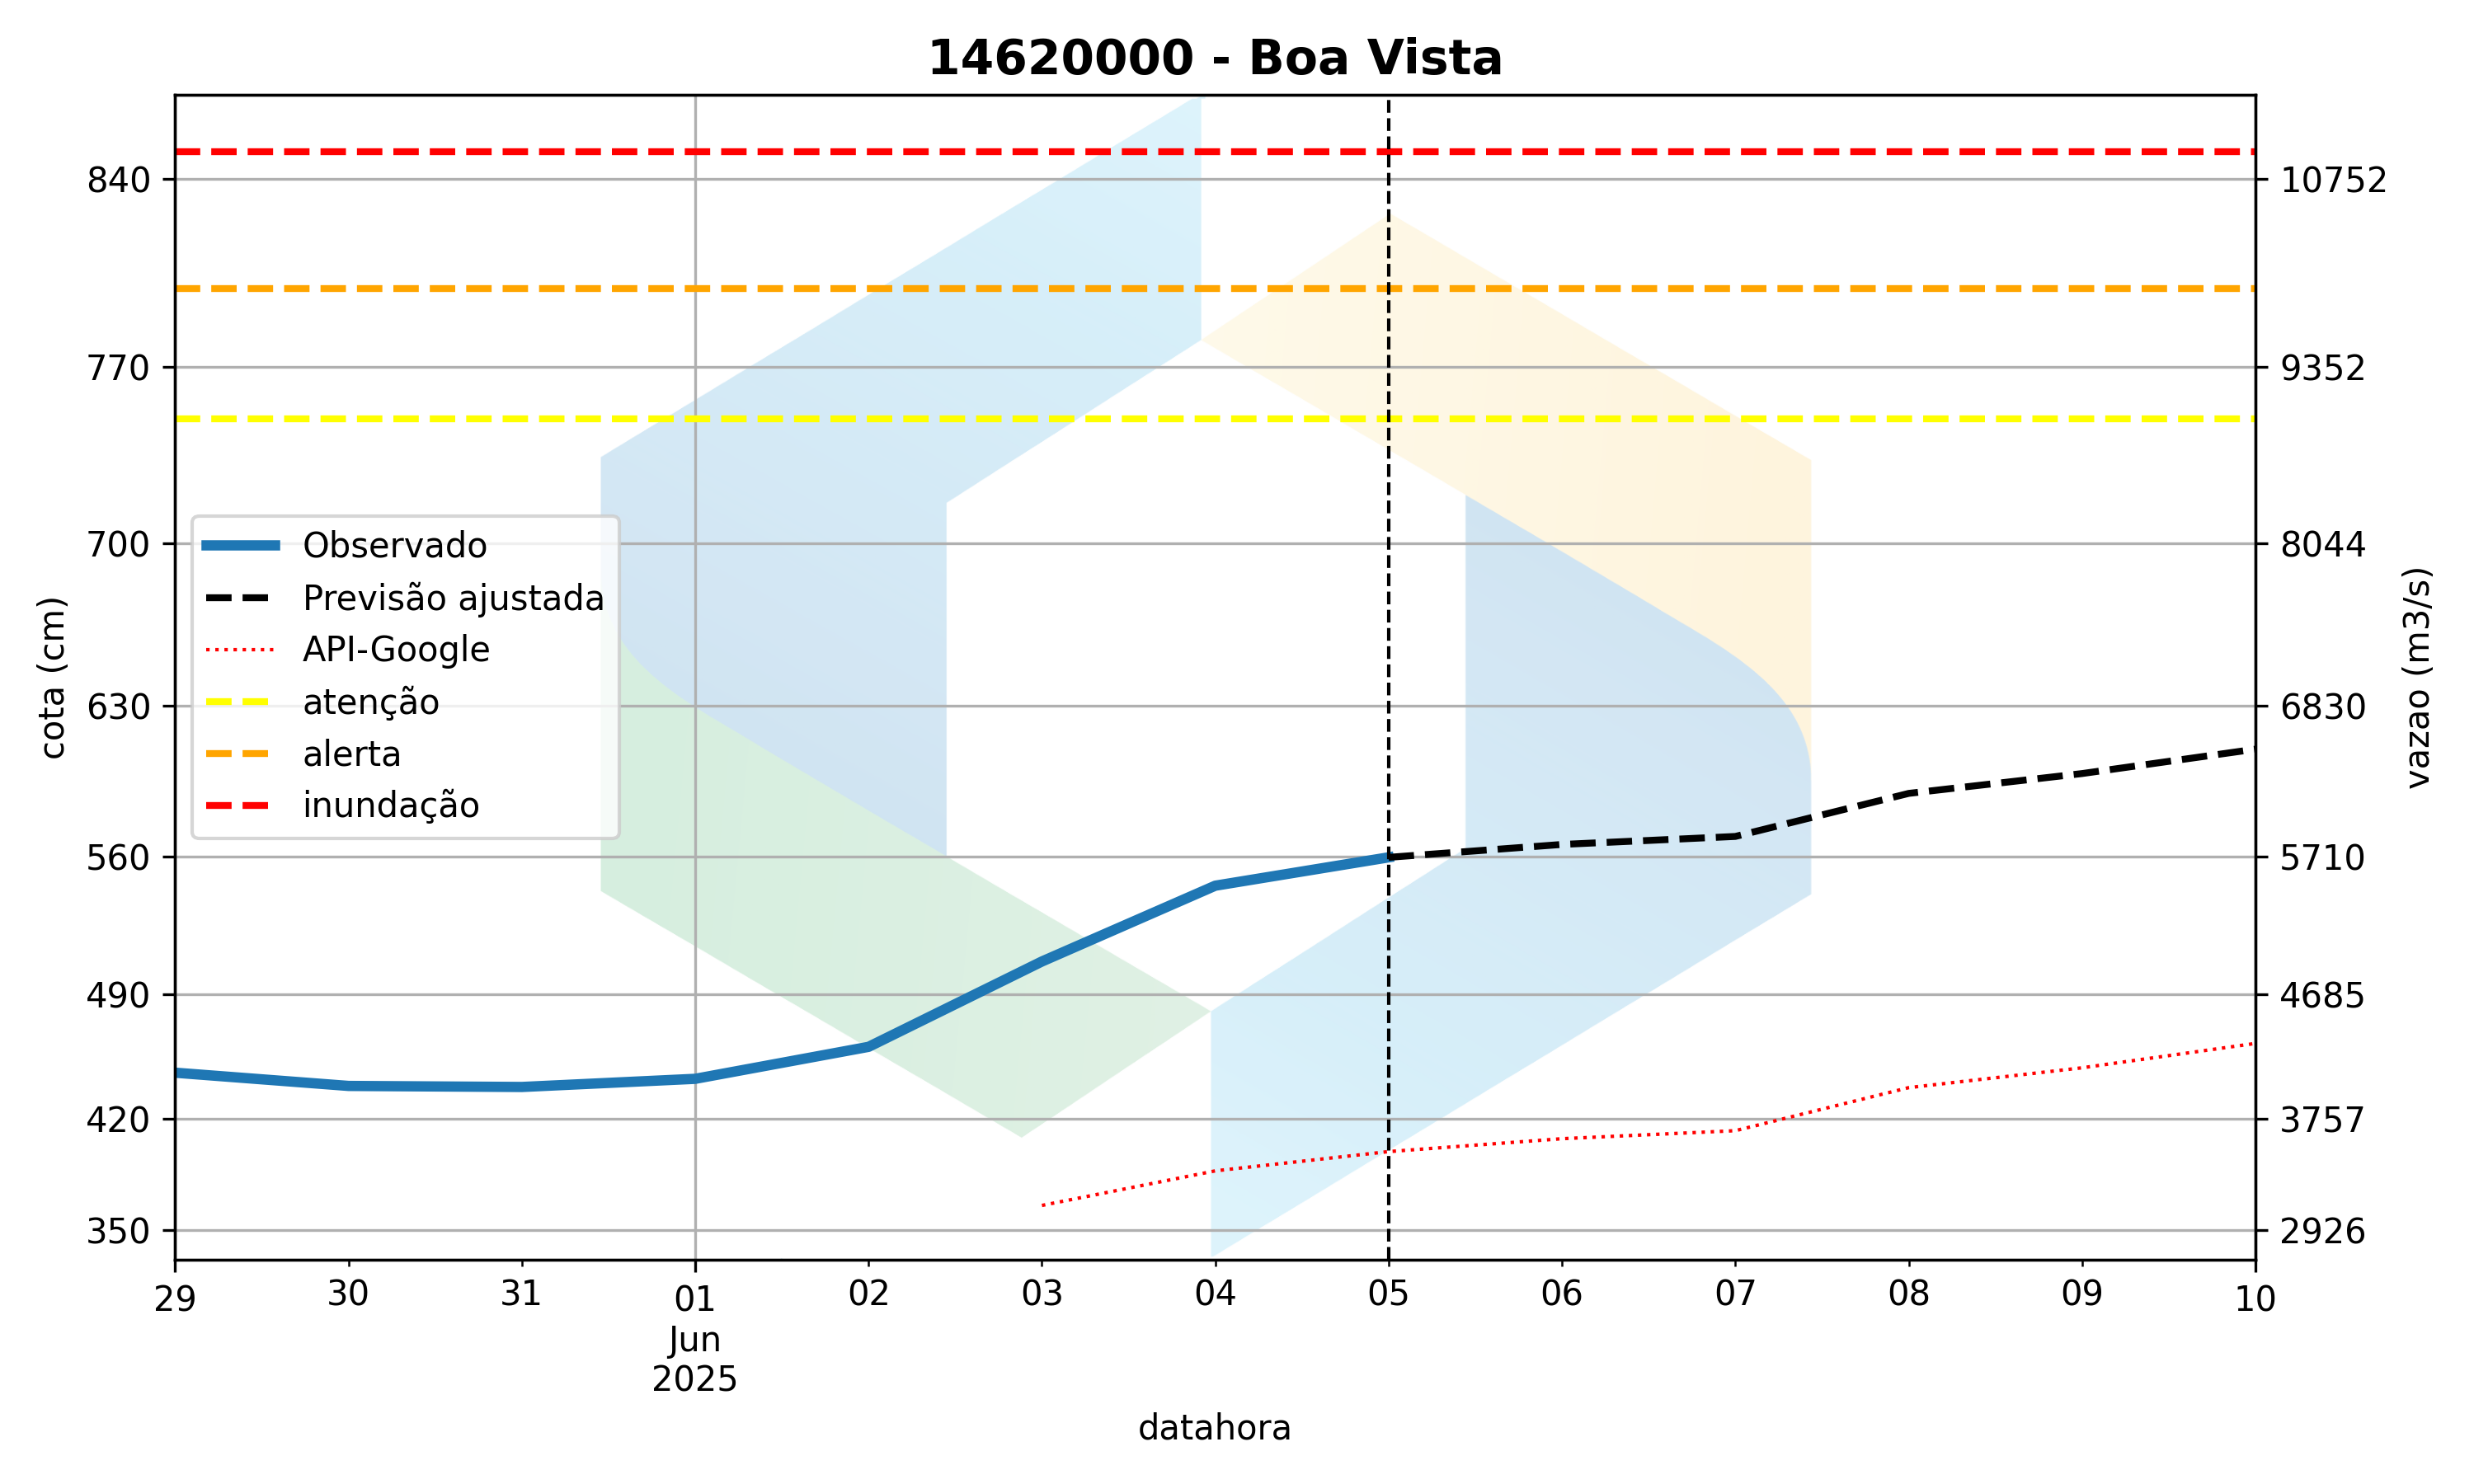 14620000 - Boa Vista
840
770
700
630
560
490
420
350
cota (cm)
10752
9352
8044
6830
5710
4685
3757
2926
vazao (m3/s)
Observado
Previsão ajustada
API-Google
atenção
alerta
inundação
29 30 31 01 02 03 04 05 06 07 08 09 10
Jun
2025
datahora